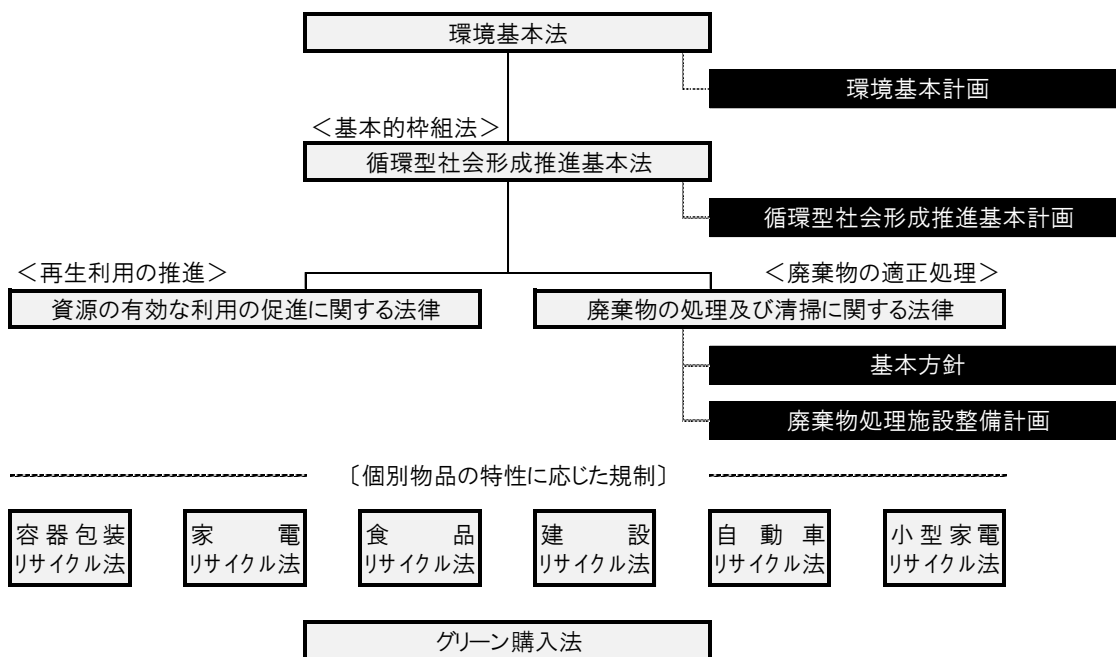 環境基本法
環境基本計画
＜基本的枠組法＞
循環型社会形成推進基本法
循環型社会形成推進基本計画
＜再生利用の推進＞
＜廃棄物の適正処理＞
資源の有効な利用の促進に関する法律
廃棄物の処理及び清掃に関する法律
基本方針
廃棄物処理施設整備計画
〔個別物品の特性に応じた規制〕
容器包装
リサイクル法
家電
リサイクル法
食品
リサイクル法
建設
リサイクル法
自動車
リサイクル法
小型家電
リサイクル法
グリーン購入法